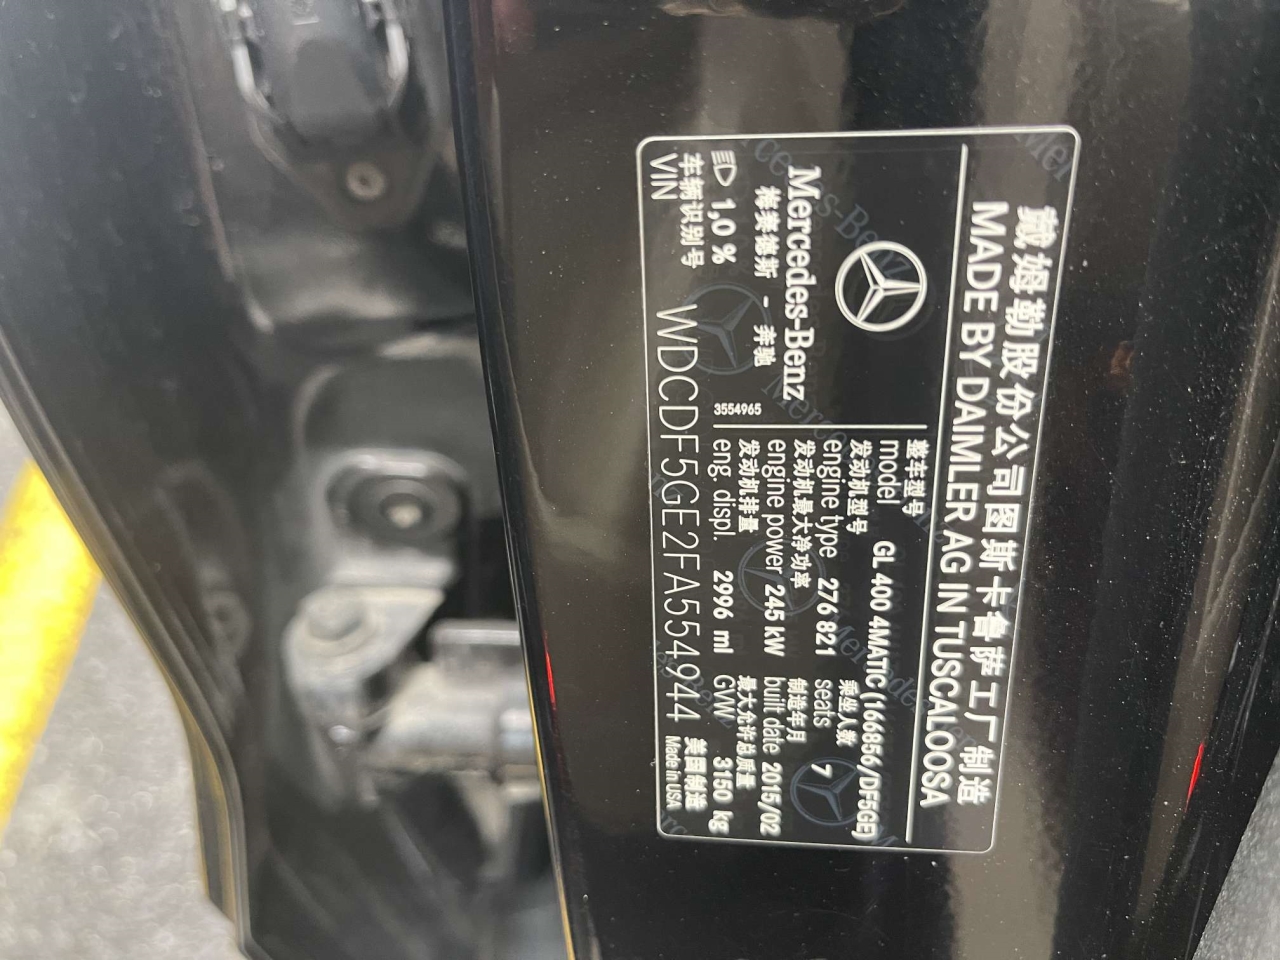 戴姆勒股份公司图斯卡鲁萨工厂制造
MADE BY DAIMLER AG IN TUSCALOOSA
Mercedes-Benz
梅赛德斯 - 奔驰
1,0 %
3554965
整车型号
model GL 400 4MATIC (166856/DF5GE)
发动机型号 乘坐人数
engine type 276 821 seats 7
发动机最大净功率 制造年月
engine power 245 kW built date 2015/02
发动机排量 最大允许总质量
eng. displ. 2996 ml GVW 3150 kg
车辆识别号 美国制造
VIN WDCDF5GE2FA554944 Made in USA